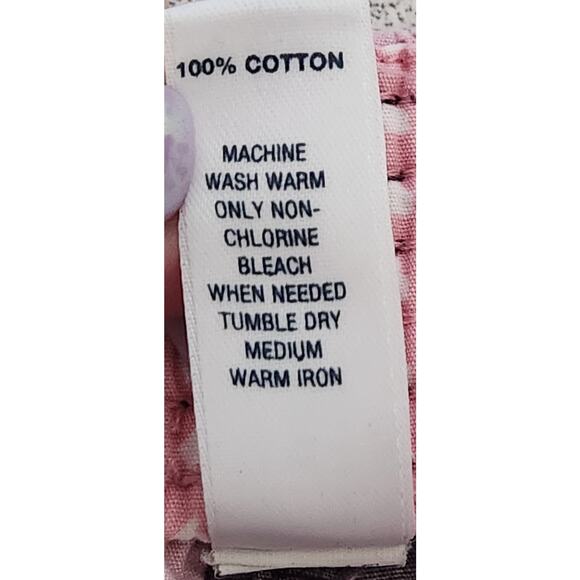 100% COTTON
MACHINE
WASH WARM
ONLY NON-
CHLORINE
BLEACH
WHEN NEEDED
TUMBLE DRY
MEDIUM
WARM IRON